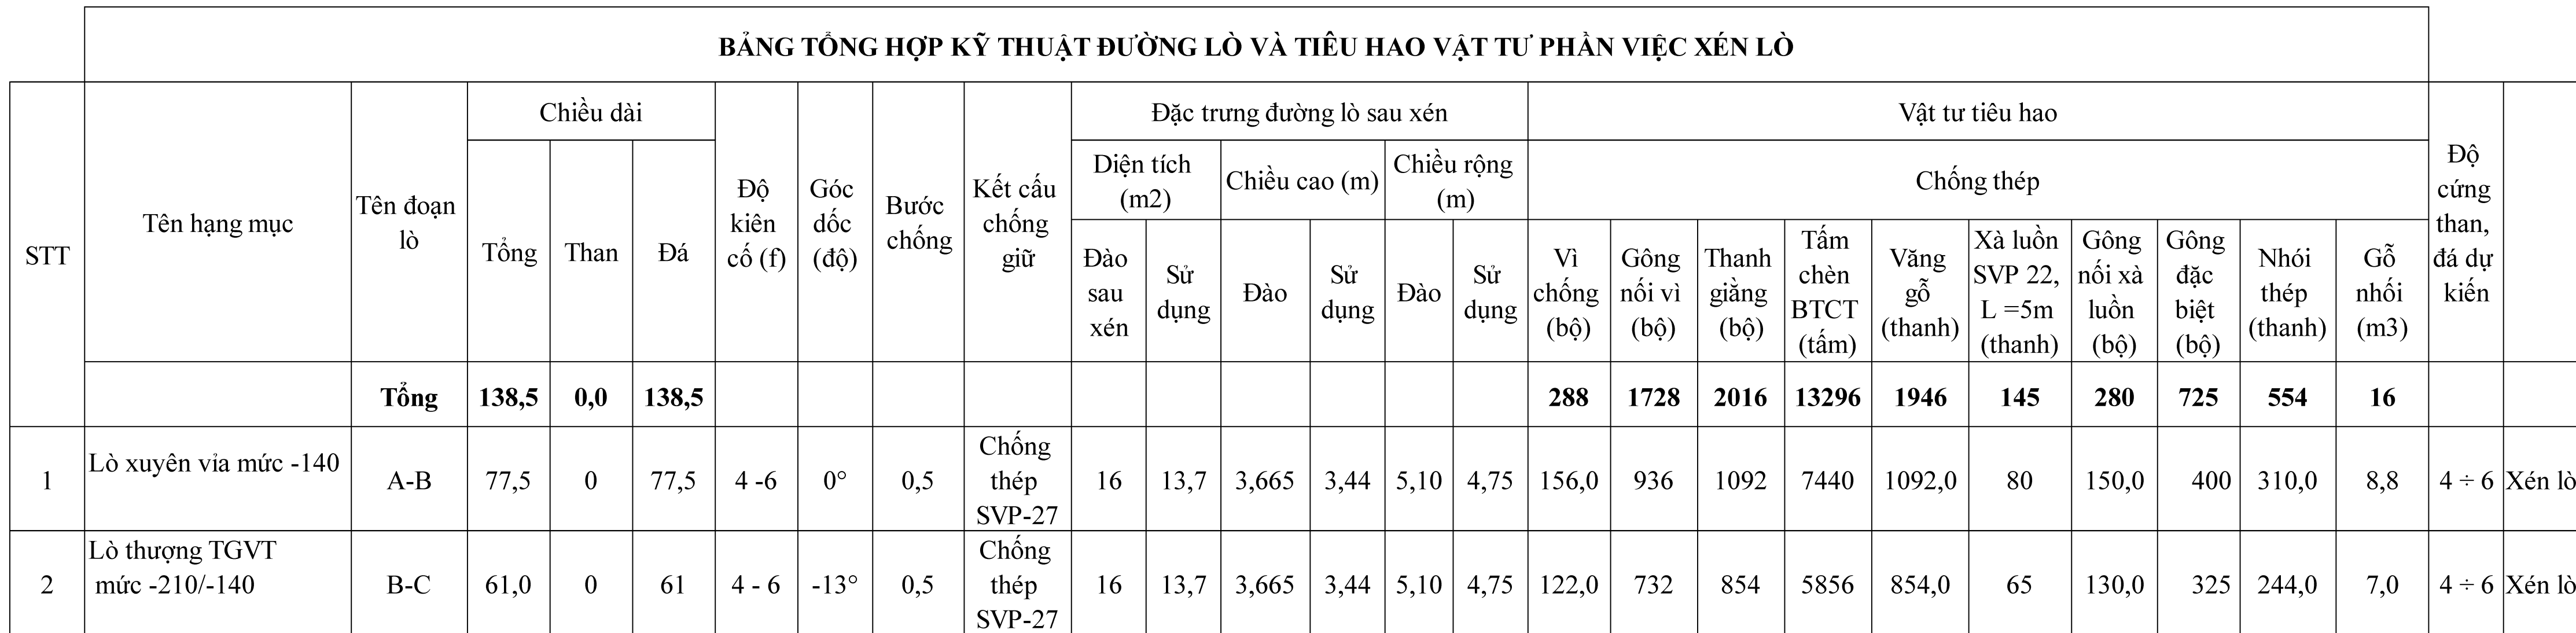 BẢNG TỔNG HỢP KỸ THUẬT ĐƯỜNG LÒ VÀ TIÊU HAO VẬT TƯ PHẦN VIỆC XÉN LÒ
STT
Tên hạng mục
Tên đoạn
lò
Chiều dài
Tổng
Than
Đá
Độ
kiên
cố (f)
Góc
dốc
(độ)
Bước
chống
Kết cấu
chống
giữ
Đặc trưng đường lò sau xén
Diện tích
(m2)
Chiều cao (m)
Chiều rộng
(m)
Đào
sau
xén
Sử
dụng
Đào
Sử
dụng
Đào
Sử
dụng
Vật tư tiêu hao
Chống thép
Vì
chống
(bộ)
Gông
nối vì
(bộ)
Thanh
giằng
(bộ)
Tấm
chèn
BTCT
(tấm)
Văng
gỗ
(thanh)
Xà luồn
SVP 22,
L =5m
(thanh)
Gông
nối xà
luồn
(bộ)
Gông
đặc
biệt
(bộ)
Nhói
thép
(thanh)
Gỗ
nhối
(m3)
Độ
cứng
than,
đá dự
kiến
Tổng 138,5 0,0 138,5 288 1728 2016 13296 1946 145 280 725 554 16
1 Lò xuyên vỉa mức -140 A-B 77,5 0 77,5 4 -6 0° 0,5
Chống
thép
SVP-27
16 13,7 3,665 3,44 5,10 4,75 156,0 936 1092 7440 1092,0 80 150,0 400 310,0 8,8 4 ÷ 6 Xén lò
2
Lò thượng TGVT
mức -210/-140
B-C 61,0 0 61 4 - 6 -13° 0,5
Chống
thép
SVP-27
16 13,7 3,665 3,44 5,10 4,75 122,0 732 854 5856 854,0 65 130,0 325 244,0 7,0 4 ÷ 6 Xén lò